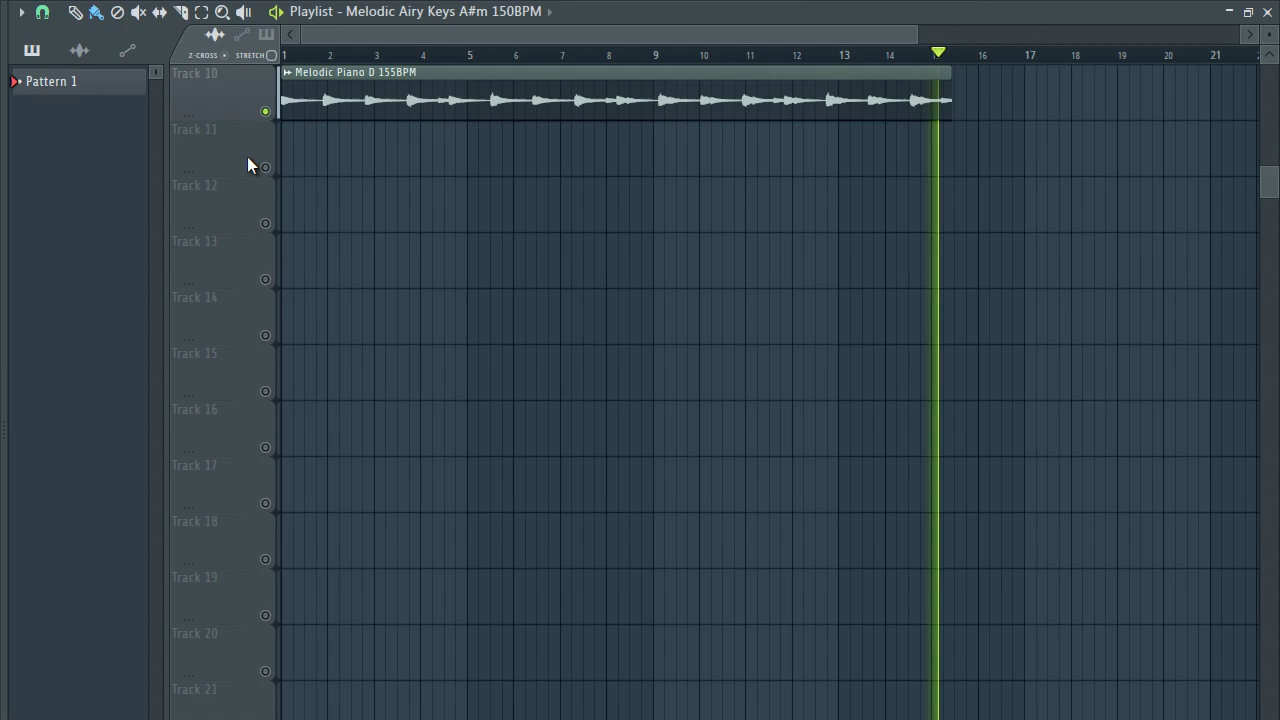 Playlist - Melodic Airy Keys A#m 150BPM
Z-CROSS STRETCH
1 2 3 4 5 6 7 8 9 10 11 12 13 14 15 16 17 18 19 20 21
Pattern 1
Track 10
Melodic Piano D 155BPM
Track 11
Track 12
Track 13
Track 14
Track 15
Track 16
Track 17
Track 18
Track 19
Track 20
Track 21